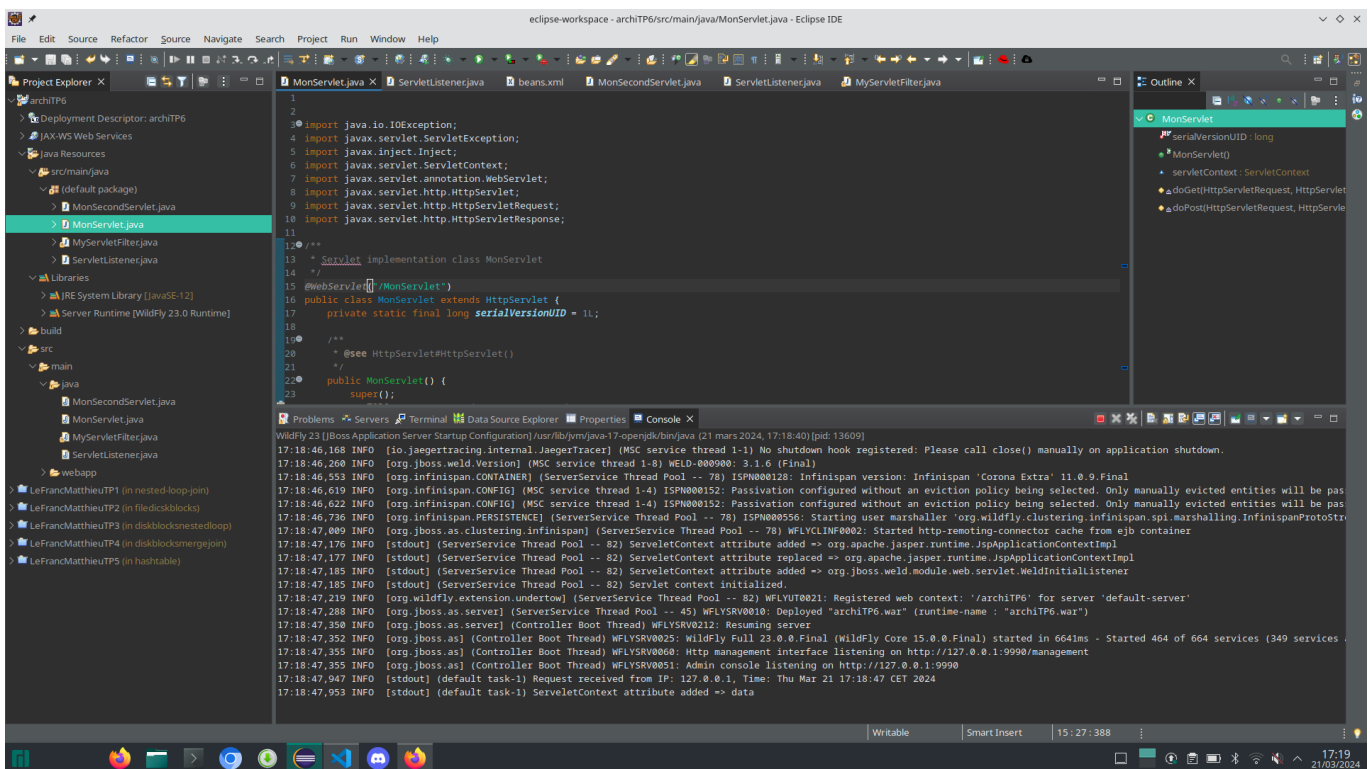 eclipse-workspace - archiTP6/src/main/java/MonServlet.java - Eclipse IDE
File Edit Source Refactor Source Navigate Search Project Run Window Help
Project Explorer
archiTP6
Deployment Descriptor: archiTP6
JAX-WS Web Services
Java Resources
src/main/java
(default package)
MonSecondServlet.java
MonServlet.java
MyServletFilter.java
ServletListener.java
Libraries
JRE System Library [JavaSE-12]
Server Runtime [WildFly 23.0 Runtime]
build
src
main
java
MonSecondServlet.java
MonServlet.java
MyServletFilter.java
ServletListener.java
webapp
LeFrancMatthieuTP1 (in nested-loop-join)
LeFrancMatthieuTP2 (in filedicskblocks)
LeFrancMatthieuTP3 (in diskblocksnestedloop)
LeFrancMatthieuTP4 (in diskblocksmergejoin)
LeFrancMatthieuTP5 (in hashtable)
MonServlet.java ServletListener.java beans.xml MonSecondServlet.java ServletListener.java MyServletFilter.java
1
2
3 import java.io.IOException;
4 import javax.servlet.ServletException;
5 import javax.inject.Inject;
6 import javax.servlet.ServletContext;
7 import javax.servlet.annotation.WebServlet;
8 import javax.servlet.http.HttpServlet;
9 import javax.servlet.http.HttpServletRequest;
10 import javax.servlet.http.HttpServletResponse;
11
12 /**
13 * Servlet implementation class MonServlet
14 */
15 @WebServlet("/MonServlet")
16 public class MonServlet extends HttpServlet {
17 private static final long serialVersionUID = 1L;
18
19 /**
20 * @see HttpServlet#HttpServlet()
21 */
22 public MonServlet() {
23 super();
Outline
MonServlet
serialVersionUID : long
MonServlet()
servletContext : ServletContext
doGet(HttpServletRequest, HttpServlet
doPost(HttpServletRequest, HttpServle
Problems Servers Terminal Data Source Explorer Properties Console
WildFly 23 [JBoss Application Server Startup Configuration] /usr/lib/jvm/java-17-openjdk/bin/java (21 mars 2024, 17:18:40) [pid: 13609]
17:18:46,168 INFO [io.jaegertracing.internal.JaegerTracer] (MSC service thread 1-1) No shutdown hook registered: Please call close() manually on application shutdown.
17:18:46,260 INFO [org.jboss.weld.Version] (MSC service thread 1-8) WELD-000900: 3.1.6 (Final)
17:18:46,553 INFO [org.infinispan.CONTAINER] (ServerService Thread Pool -- 78) ISPN000128: Infinispan version: Infinispan 'Corona Extra' 11.0.9.Final
17:18:46,619 INFO [org.infinispan.CONFIG] (MSC service thread 1-4) ISPN000152: Passivation configured without an eviction policy being selected. Only manually evicted entities will be pas
17:18:46,622 INFO [org.infinispan.CONFIG] (MSC service thread 1-4) ISPN000152: Passivation configured without an eviction policy being selected. Only manually evicted entities will be pas
17:18:46,736 INFO [org.infinispan.PERSISTENCE] (ServerService Thread Pool -- 78) ISPN000556: Starting user marshaller 'org.wildfly.clustering.infinispan.spi.marshalling.InfinispanProtoStr
17:18:47,009 INFO [org.jboss.as.clustering.infinispan] (ServerService Thread Pool -- 78) WFLYCLINF0002: Started http-remoting-connector cache from ejb container
17:18:47,176 INFO [stdout] (ServerService Thread Pool -- 82) ServeletContext attribute added => org.apache.jasper.runtime.JspApplicationContextImpl
17:18:47,177 INFO [stdout] (ServerService Thread Pool -- 82) ServeletContext attribute replaced => org.apache.jasper.runtime.JspApplicationContextImpl
17:18:47,185 INFO [stdout] (ServerService Thread Pool -- 82) ServeletContext attribute added => org.jboss.weld.module.web.servlet.WeldInitialListener
17:18:47,185 INFO [stdout] (ServerService Thread Pool -- 82) Servlet context initialized.
17:18:47,219 INFO [org.wildfly.extension.undertow] (ServerService Thread Pool -- 82) WFLYUT0021: Registered web context: '/archiTP6' for server 'default-server'
17:18:47,288 INFO [org.jboss.as.server] (ServerService Thread Pool -- 45) WFLYSRV0010: Deployed "archiTP6.war" (runtime-name : "archiTP6.war")
17:18:47,350 INFO [org.jboss.as.server] (Controller Boot Thread) WFLYSRV0212: Resuming server
17:18:47,352 INFO [org.jboss.as] (Controller Boot Thread) WFLYSRV0025: WildFly Full 23.0.0.Final (WildFly Core 15.0.0.Final) started in 6641ms - Started 464 of 664 services (349 services
17:18:47,355 INFO [org.jboss.as] (Controller Boot Thread) WFLYSRV0060: Http management interface listening on http://127.0.0.1:9990/management
17:18:47,355 INFO [org.jboss.as] (Controller Boot Thread) WFLYSRV0051: Admin console listening on http://127.0.0.1:9990
17:18:47,947 INFO [stdout] (default task-1) Request received from IP: 127.0.0.1, Time: Thu Mar 21 17:18:47 CET 2024
17:18:47,953 INFO [stdout] (default task-1) ServeletContext attribute added => data
Writable Smart Insert 15 : 27 : 388
17:19
21/03/2024